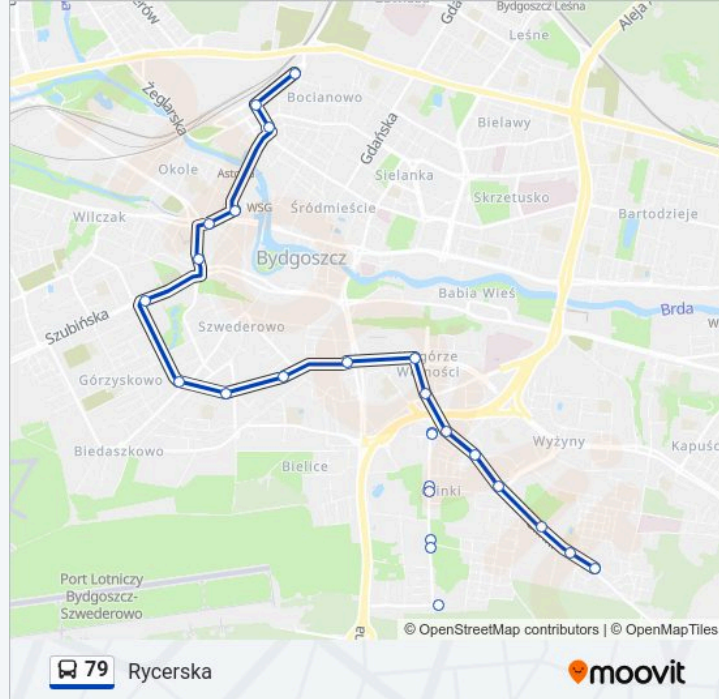 Bydgoszcz Leśna
Leśne
Aleja
Żeglarska
Bocianowo
Gdańska
Bielawy
Okole
Sielanka
WSG
Śródmieście
Skrzetusko
Wilczak
Bartodzieje
Bydgoszcz
Babia Wieś
Brda
Szubińska
Szwederowo
Górzyskowo
Wyżyny
Biedaszkowo
Bielice
Port Lotniczy
Bydgoszcz-
Szwederowo
© OpenStreetMap contributors | © OpenMapTiles
79 Rycerska
moovit